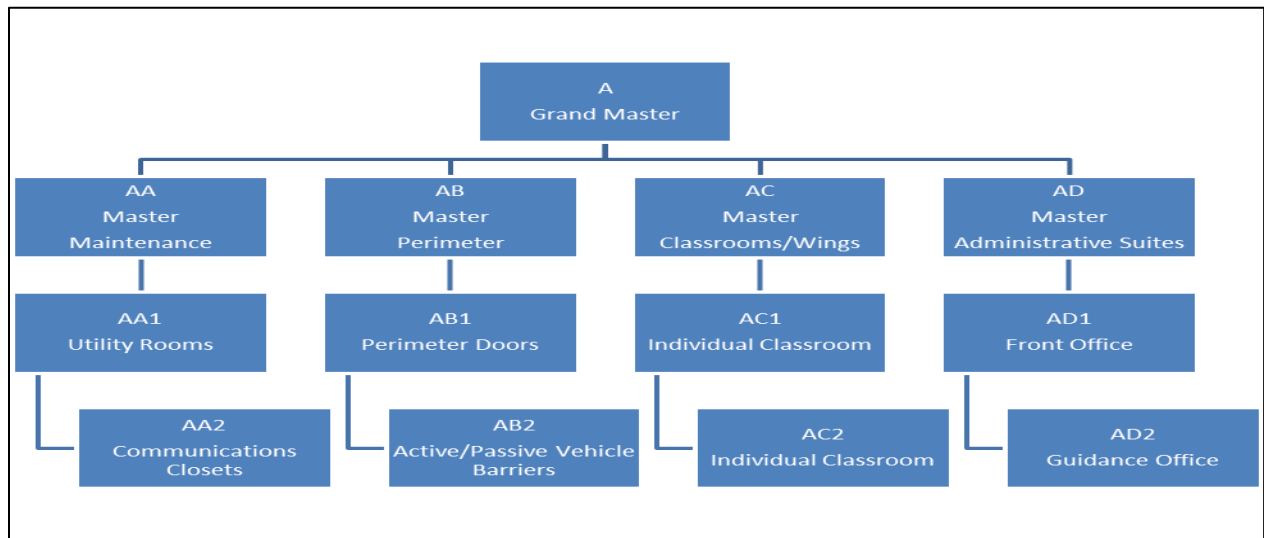 A
Grand Master
AA
Master
Maintenance
AB
Master
Perimeter
AC
Master
Classrooms/Wings
AD
Master
Administrative Suites
AA1
Utility Rooms
AB1
Perimeter Doors
AC1
Individual Classroom
AD1
Front Office
AA2
Communications
Closets
AB2
Active/Passive Vehicle
Barriers
AC2
Individual Classroom
AD2
Guidance Office